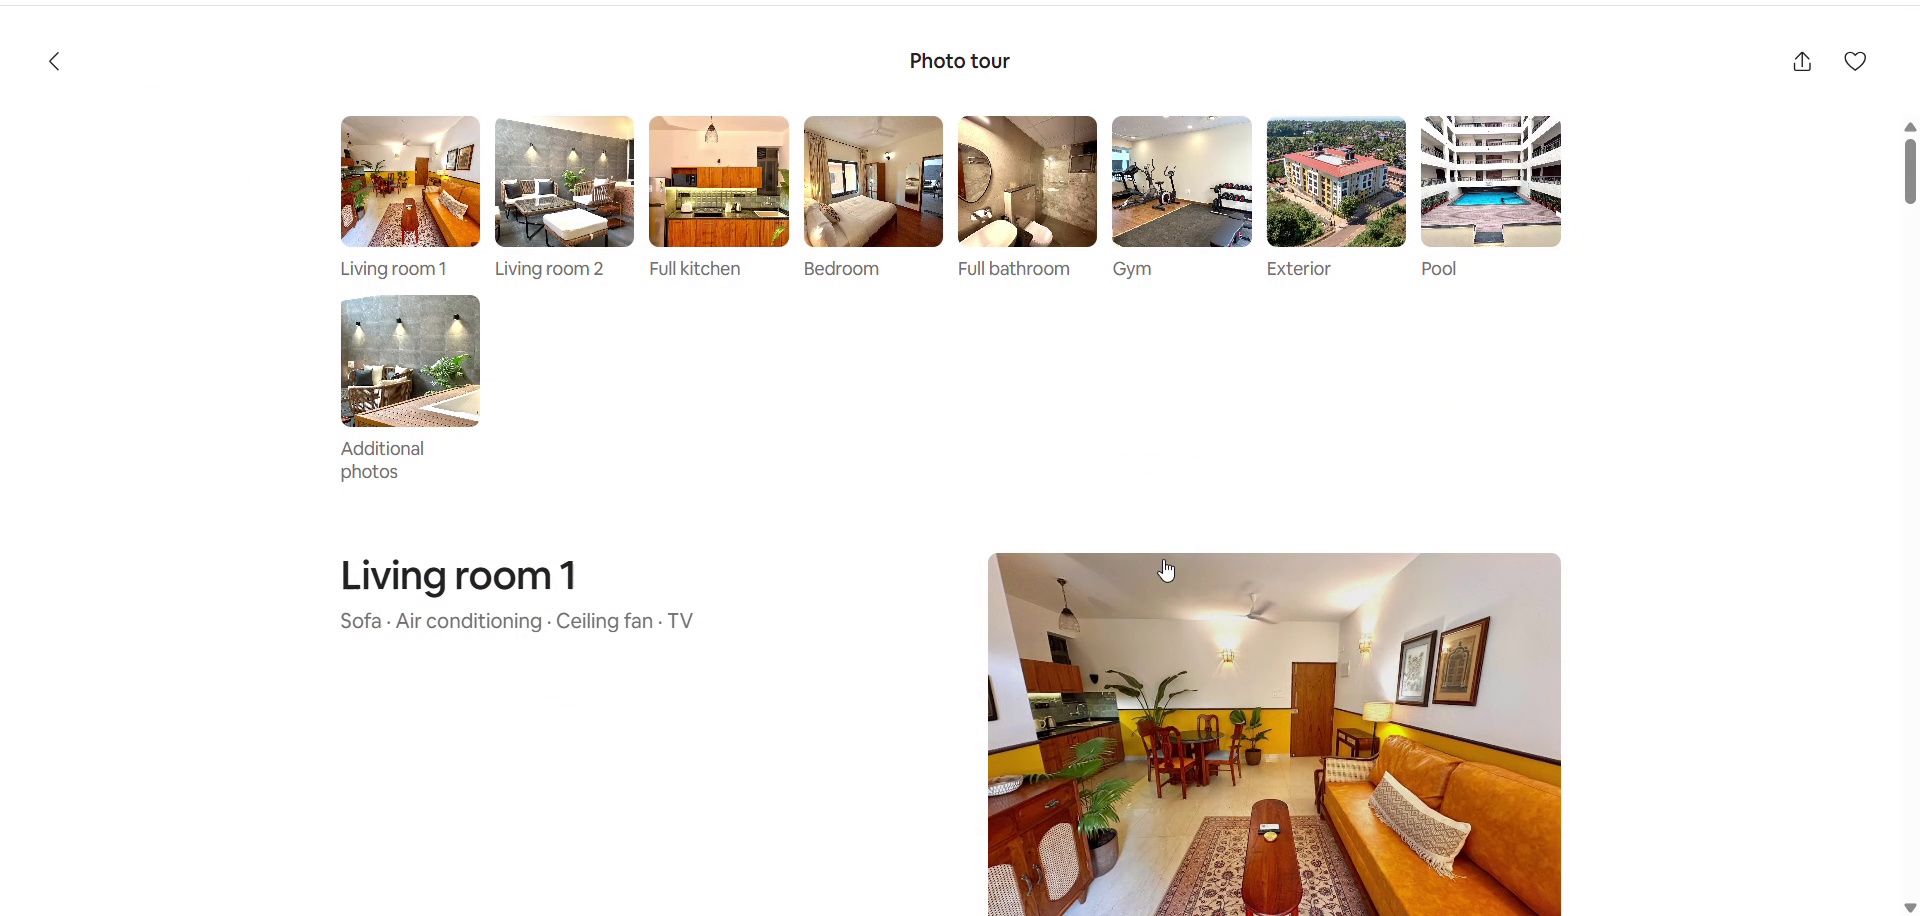 Photo tour
Living room 1
Living room 2
Full kitchen
Bedroom
Full bathroom
Gym
Exterior
Pool
Additional
photos
Living room 1
Sofa · Air conditioning · Ceiling fan · TV